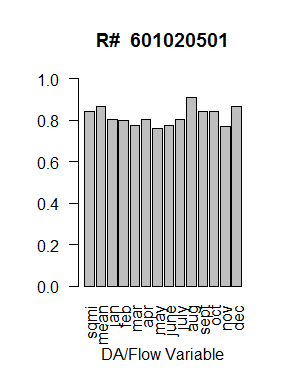 R# 601020501
1.0
0.8
0.6
0.4
0.2
0.0
sqmi
mean
jan
feb
mar
apr
may
june
july
aug
sept
oct
nov
dec
DA/Flow Variable